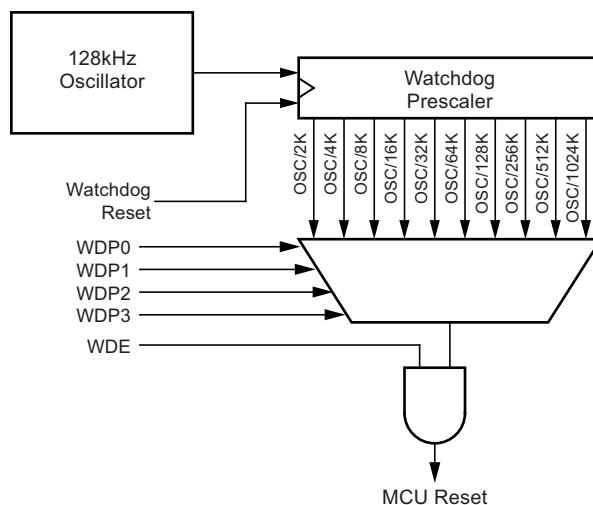 128kHz
Oscillator
Watchdog
Prescaler
OSC/2K
OSC/4K
OSC/8K
OSC/16K
OSC/32K
OSC/64K
OSC/128K
OSC/256K
OSC/512K
OSC/1024K
Watchdog
Reset
WDP0
WDP1
WDP2
WDP3
WDE
MCU Reset